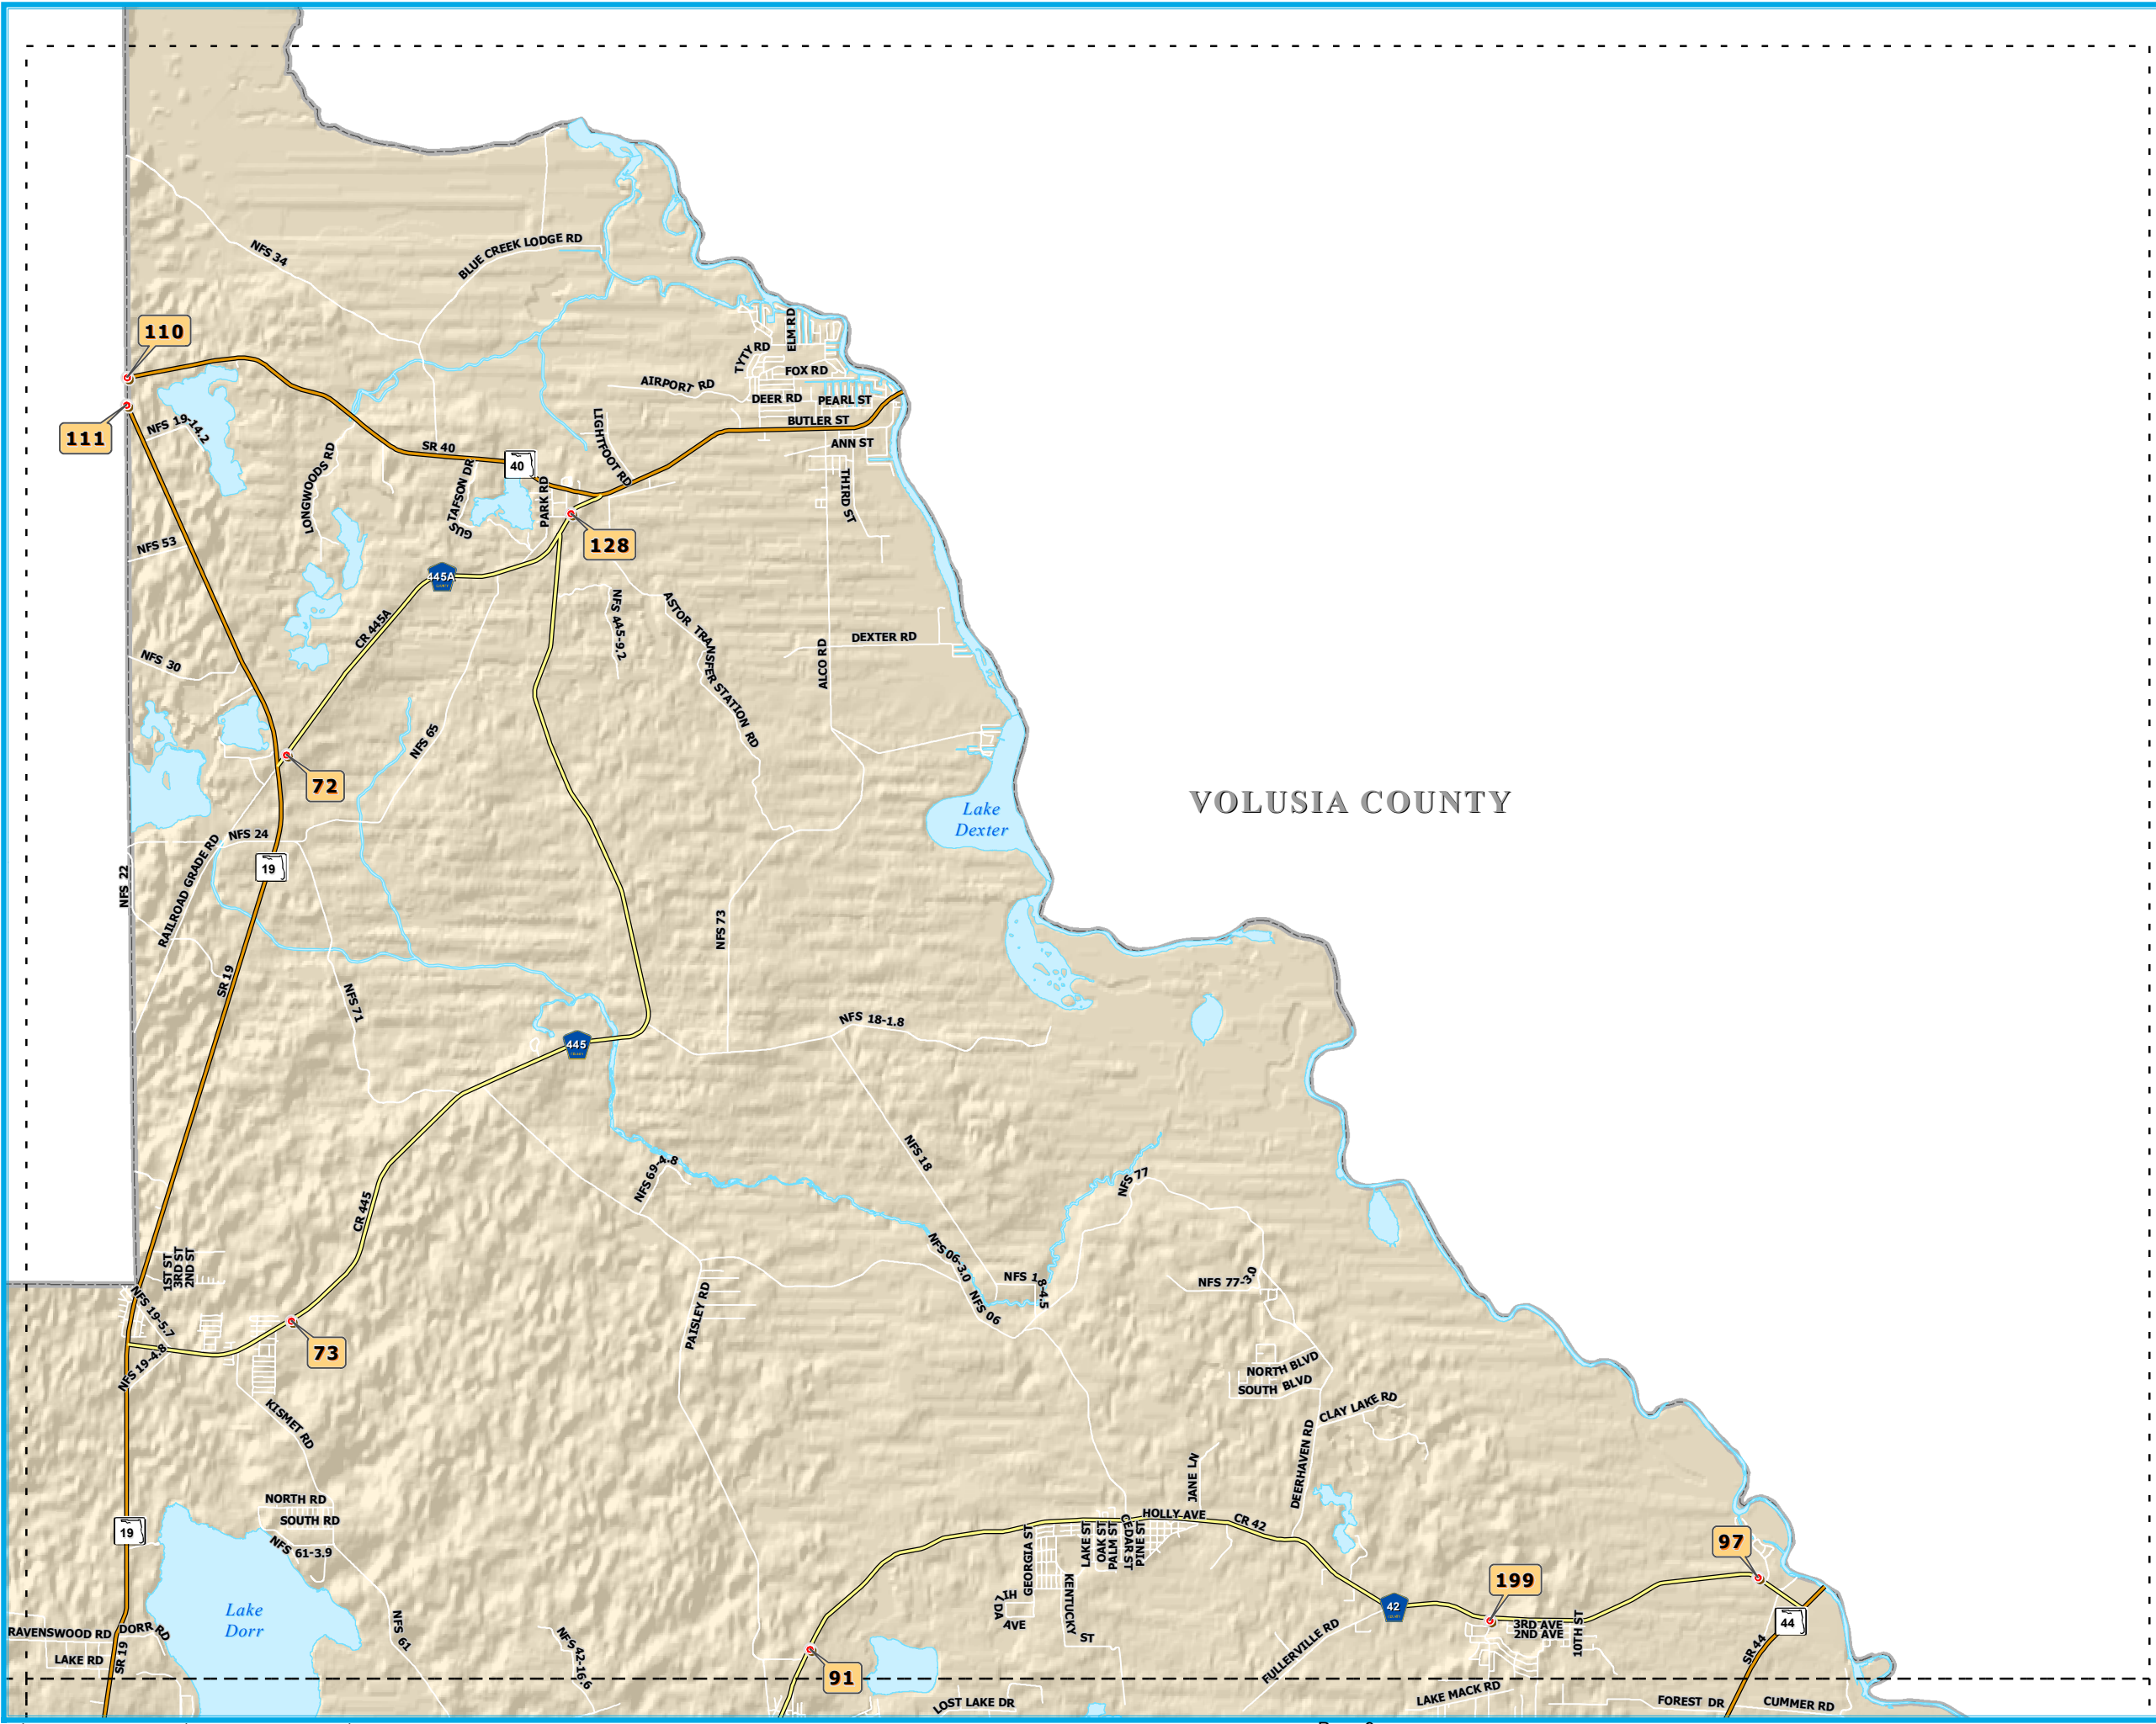 NFS 34
BLUE CREEK LODGE RD
110
ELM RD
TYTY RD
FOX RD
AIRPORT RD
DEER RD
PEARL ST
BUTLER ST
ANN ST
111
NFS 19-14.2
LONGWOODS RD
SR 40
40
LIGHTFOOT RD
GUS TAFSON DR
PARK RD
THIRD ST
128
NFS 53
445A
CR 445A
NFS 445-9.2
ASTOR TRANSFER STATION RD
DEXTER RD
ALCO RD
NFS 30
NFS 65
72
Lake
Dexter
VOLUSIA COUNTY
NFS 24
RAILROAD GRADE RD
19
NFS 22
NFS 73
SR 19
NFS 71
NFS 18-1.8
445
NFS 18
NFS 69-4.8
NFS 77
CR 445
1ST ST
3RD ST
2ND ST
NFS 06-3.0
NFS 18-4.5
NFS 77-3.0
NFS 06
NFS 19-5.7
PAISLEY RD
73
NFS 19-4.8
NORTH BLVD
SOUTH BLVD
CLAY LAKE RD
KISMET RD
DEERHAVEN RD
JANE LN
NORTH RD
SOUTH RD
19
NFS 61-3.9
HOLLY AVE
CR 42
GEORGIA ST
LAKE ST
OAK ST
PALM ST
CEDAR ST
PINE ST
97
199
KENTUCKY ST
AVE
42
3RD AVE
2ND AVE
10TH ST
44
Lake
Dorr
RAVENSWOOD RD
DORR RD
LAKE RD
SR 19
NFS 61
NFS 42-16.6
FULLERVILLE RD
SR 44
91
LOST LAKE DR
LAKE MACK RD
FOREST DR
CUMMER RD